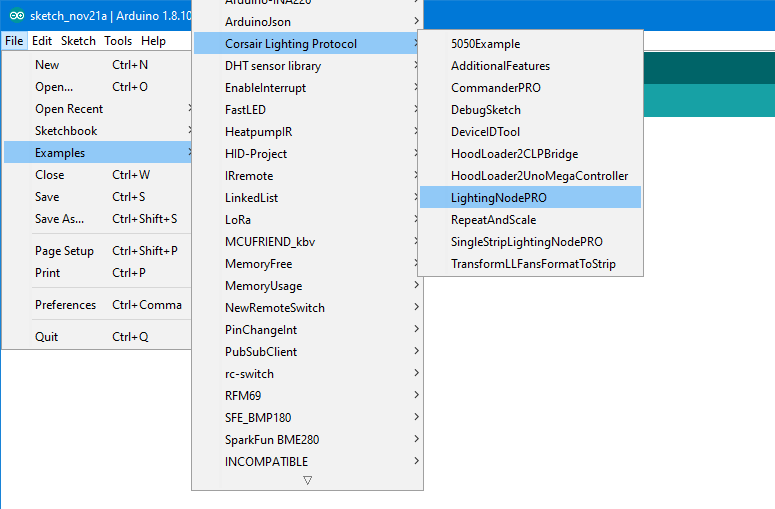 sketch_nov21a | Arduino 1.8.10
File Edit Sketch Tools Help
New Ctrl+N
Open... Ctrl+O
Open Recent
Sketchbook
Examples
Close Ctrl+W
Save Ctrl+S
Save As... Ctrl+Shift+S
Page Setup Ctrl+Shift+P
Print Ctrl+P
Preferences Ctrl+Comma
Quit Ctrl+Q
Arduino-INA220
ArduinoJson
Corsair Lighting Protocol
DHT sensor library
EnableInterrupt
FastLED
HeatpumpIR
HID-Project
IRremote
LinkedList
LoRa
MCUFRIEND_kbv
MemoryFree
MemoryUsage
NewRemoteSwitch
PinChangeInt
PubSubClient
rc-switch
RFM69
SFE_BMP180
SparkFun BME280
INCOMPATIBLE
5050Example
AdditionalFeatures
CommanderPRO
DebugSketch
DeviceIDTool
HoodLoader2CLPBridge
HoodLoader2UnoMegaController
LightingNodePRO
RepeatAndScale
SingleStripLightingNodePRO
TransformLLFansFormatToStrip